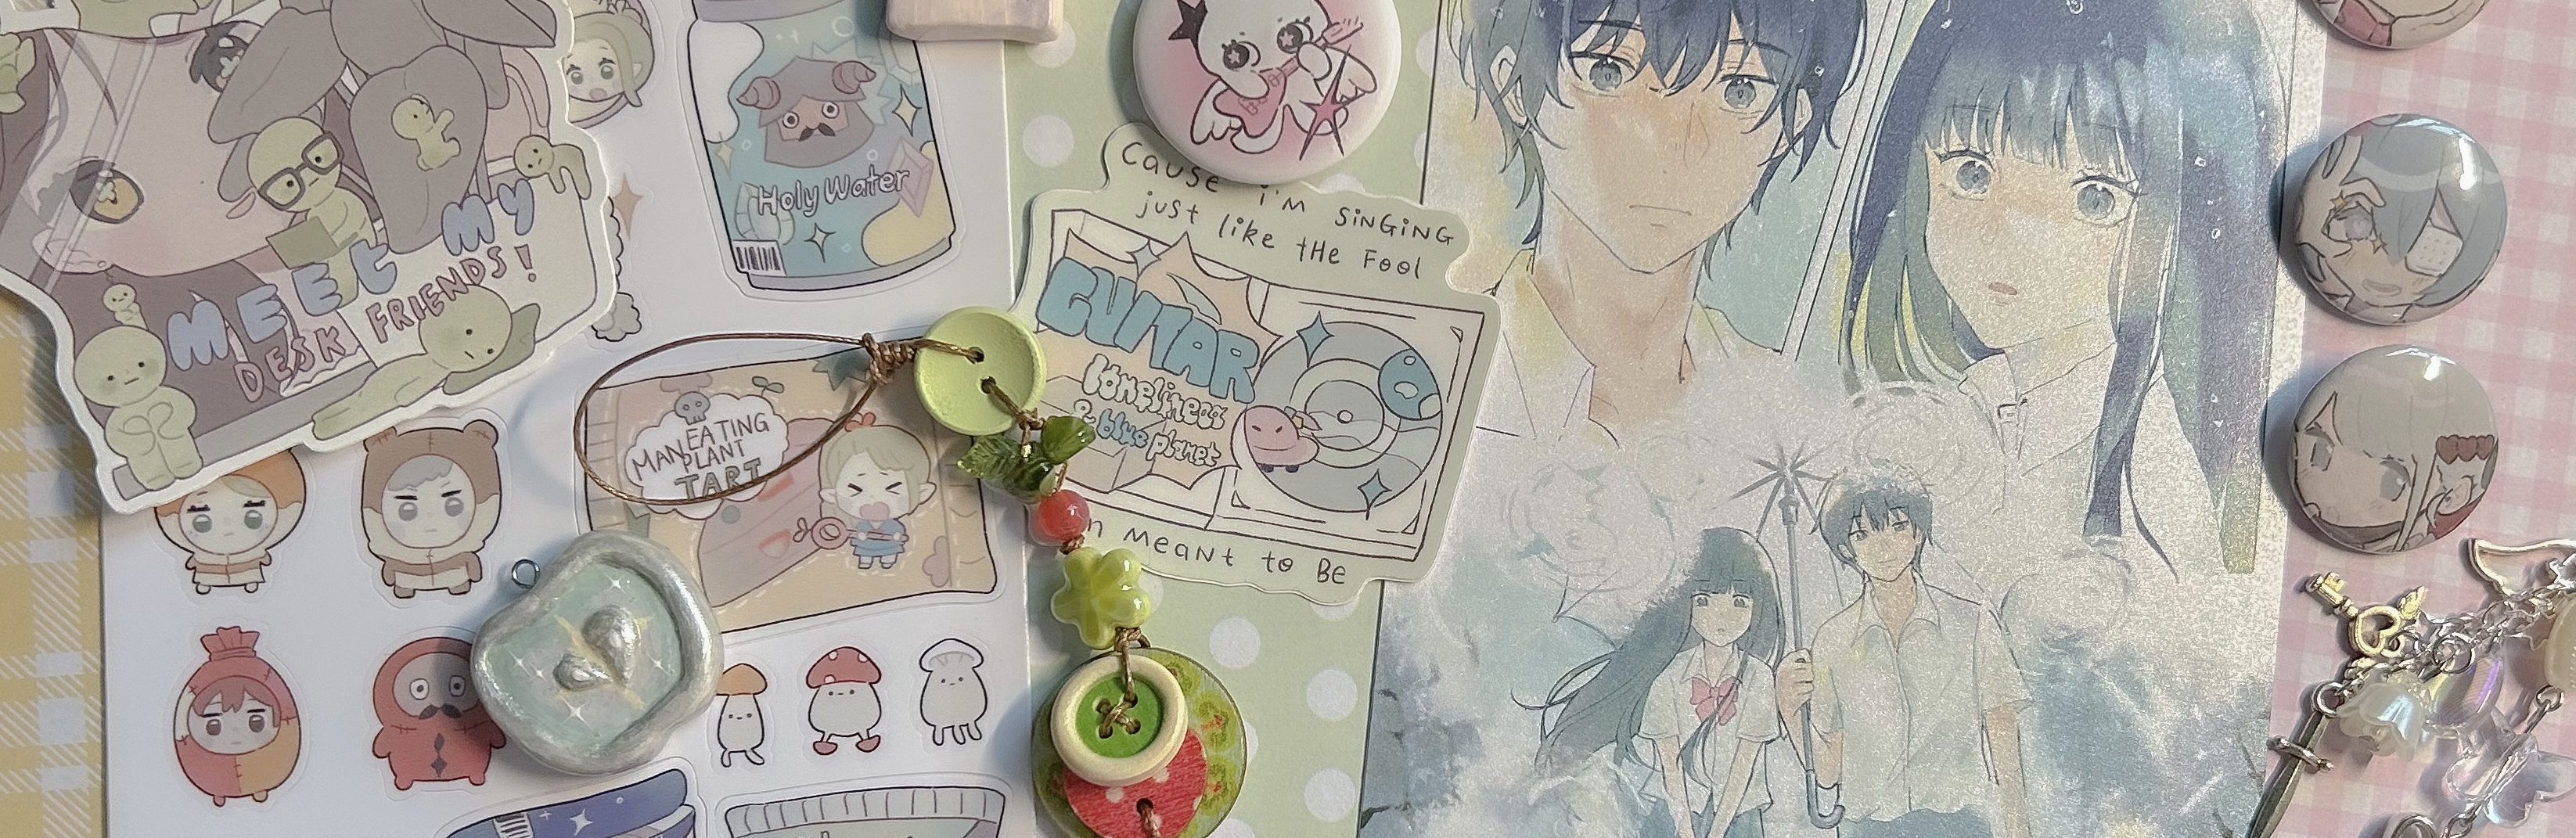 MEET MY
DESK FRIENDS!
Holy Water
MAN EATING
PLANT
TART
Cause i'm SiNGiNG
just like tHE FOOl
GUITAR
loneliness
& blue planet
MEANT to BE